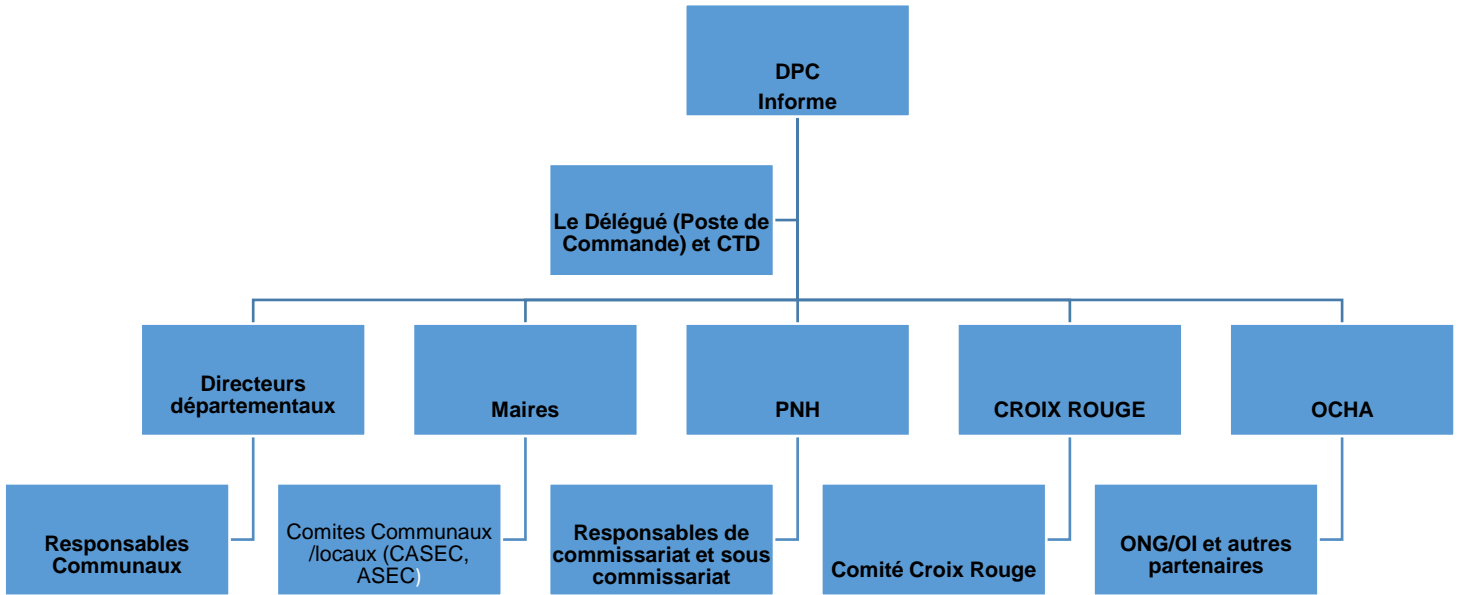 DPC
Informe
Le Délégué (Poste de
Commande) et CTD
Directeurs
départementaux
Maires
PNH
CROIX ROUGE
OCHA
Responsables
Communaux
Comites Communaux
/locaux (CASEC,
ASEC)
Responsables de
commissariat et sous
commissariat
Comité Croix Rouge
ONG/OI et autres
partenaires